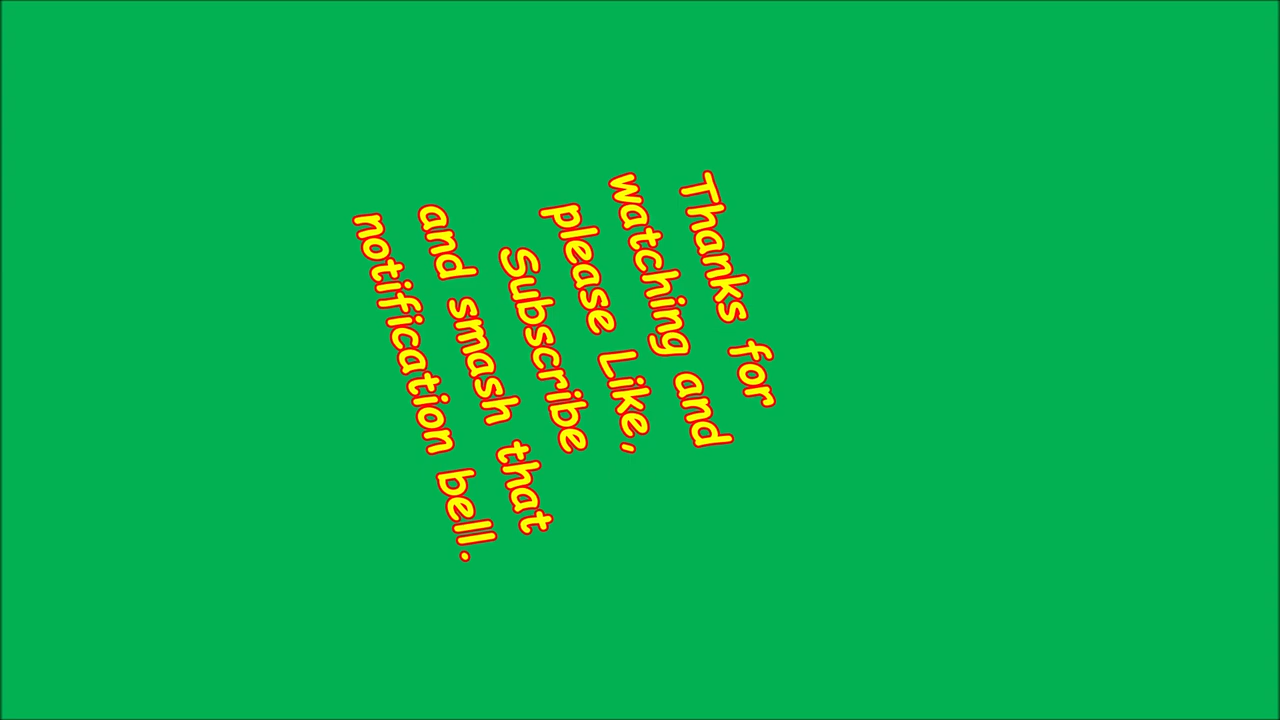 Thanks for
watching and
please Like,
Subscribe
and smash that
notification bell.